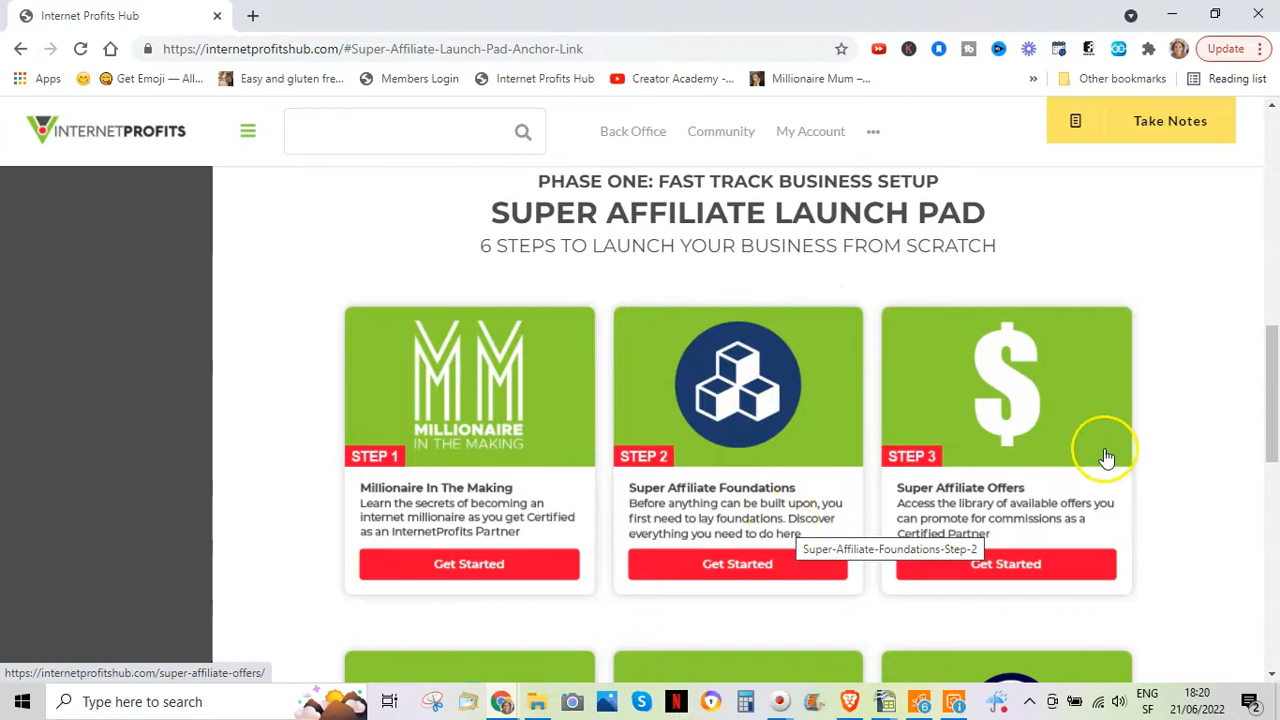 Internet Profits Hub
https://internetprofitshub.com/#Super-Affiliate-Launch-Pad-Anchor-Link
Update
Apps
Get Emoji — All...
Easy and gluten fre...
Members Login
Internet Profits Hub
Creator Academy -...
Millionaire Mum –...
»
Other bookmarks
Reading list
INTERNETPROFITS
Back Office
Community
My Account
Take Notes
PHASE ONE: FAST TRACK BUSINESS SETUP
SUPER AFFILIATE LAUNCH PAD
6 STEPS TO LAUNCH YOUR BUSINESS FROM SCRATCH
MM
MILLIONAIRE
IN THE MAKING
STEP 1
Millionaire In The Making
Learn the secrets of becoming an
internet millionaire as you get Certified
as an InternetProfits Partner
Get Started
STEP 2
Super Affiliate Foundations
Before anything can be built upon, you
first need to lay foundations. Discover
everything you need to do here
Get Started
$
STEP 3
Super Affiliate Offers
Access the library of available offers you
can promote for commissions as a
Certified Partner
Get Started
Super-Affiliate-Foundations-Step-2
https://internetprofitshub.com/super-affiliate-offers/
Type here to search
6
ENG
SF
18:20
21/06/2022
2